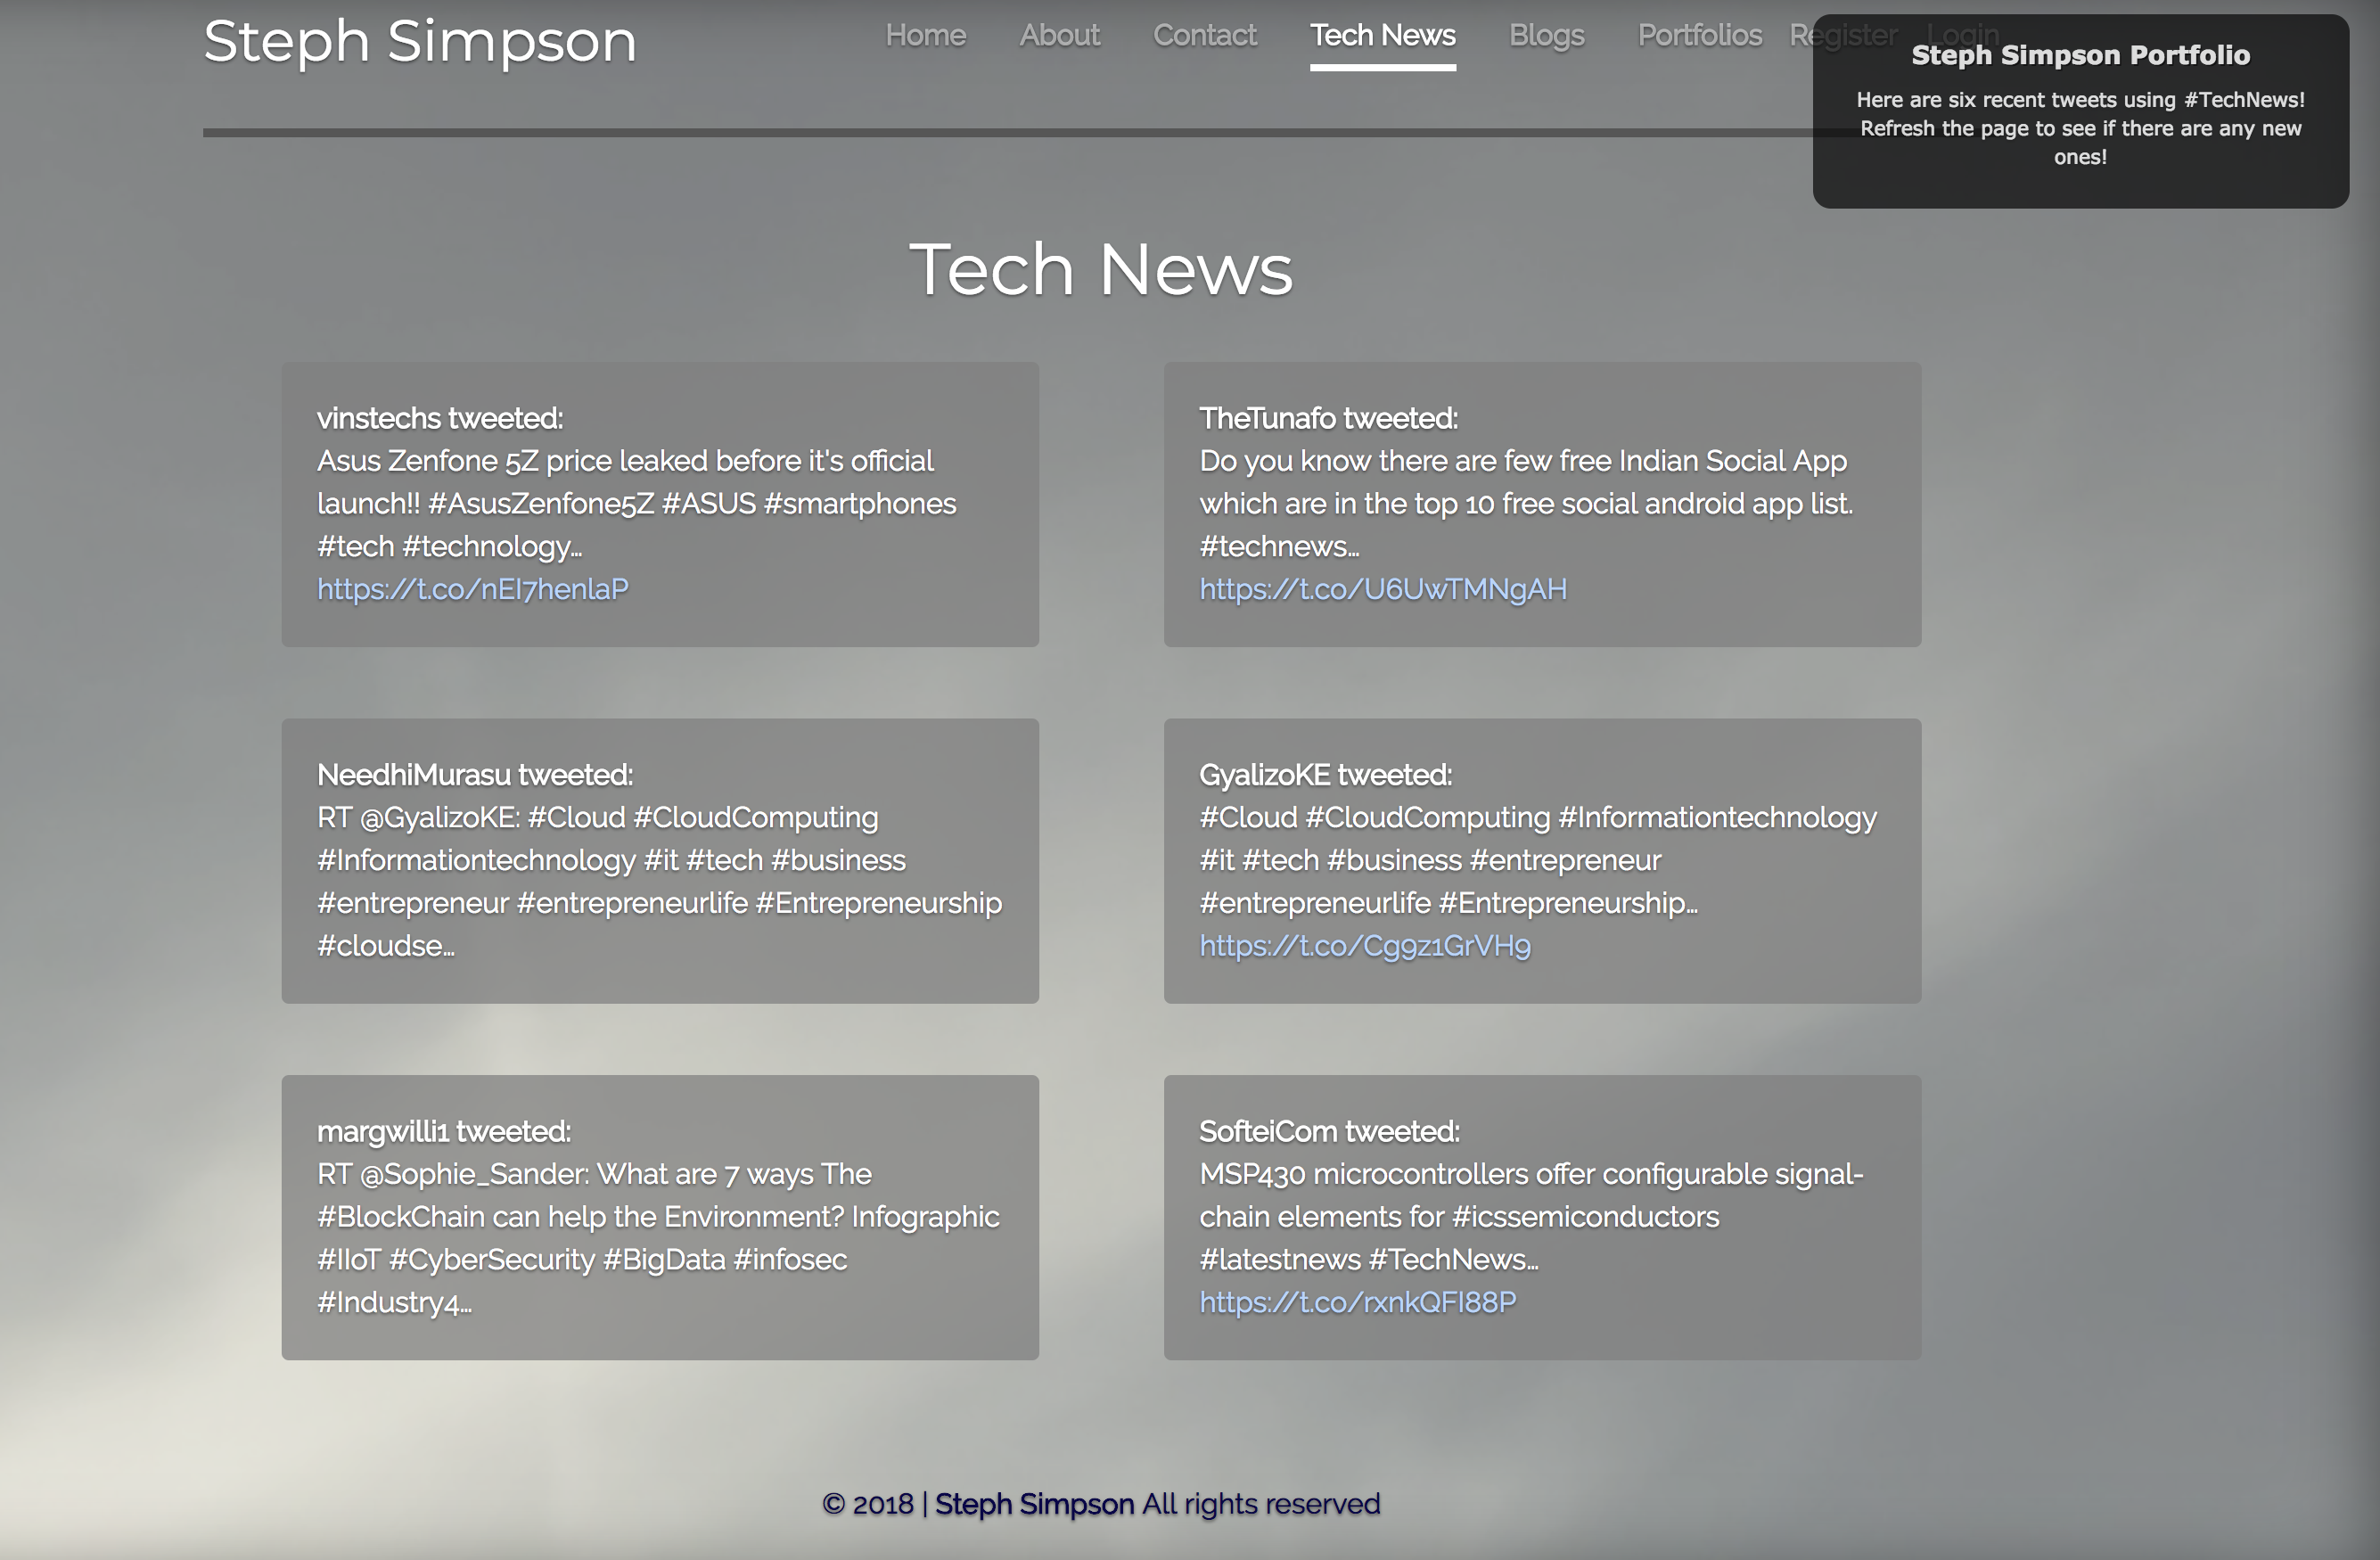 Steph Simpson
Home About Contact Tech News Blogs Portfolios Register Login
Steph Simpson Portfolio
Here are six recent tweets using #TechNews!
Refresh the page to see if there are any new
ones!
Tech News
vinstechs tweeted:
Asus Zenfone 5Z price leaked before it's official
launch!! #AsusZenfone5Z #ASUS #smartphones
#tech #technology…
https://t.co/nEI7henlaP
TheTunafo tweeted:
Do you know there are few free Indian Social App
which are in the top 10 free social android app list.
#technews…
https://t.co/U6UwTMNgAH
NeedhiMurasu tweeted:
RT @GyalizoKE: #Cloud #CloudComputing
#Informationtechnology #it #tech #business
#entrepreneur #entrepreneurlife #Entrepreneurship
#cloudse…
GyalizoKE tweeted:
#Cloud #CloudComputing #Informationtechnology
#it #tech #business #entrepreneur
#entrepreneurlife #Entrepreneurship…
https://t.co/Cg9z1GrVH9
margwilli1 tweeted:
RT @Sophie_Sander: What are 7 ways The
#BlockChain can help the Environment? Infographic
#IIoT #CyberSecurity #BigData #infosec
#Industry4…
SofteiCom tweeted:
MSP430 microcontrollers offer configurable signal-
chain elements for #icssemiconductors
#latestnews #TechNews…
https://t.co/rxnkQFI88P
© 2018 | Steph Simpson All rights reserved